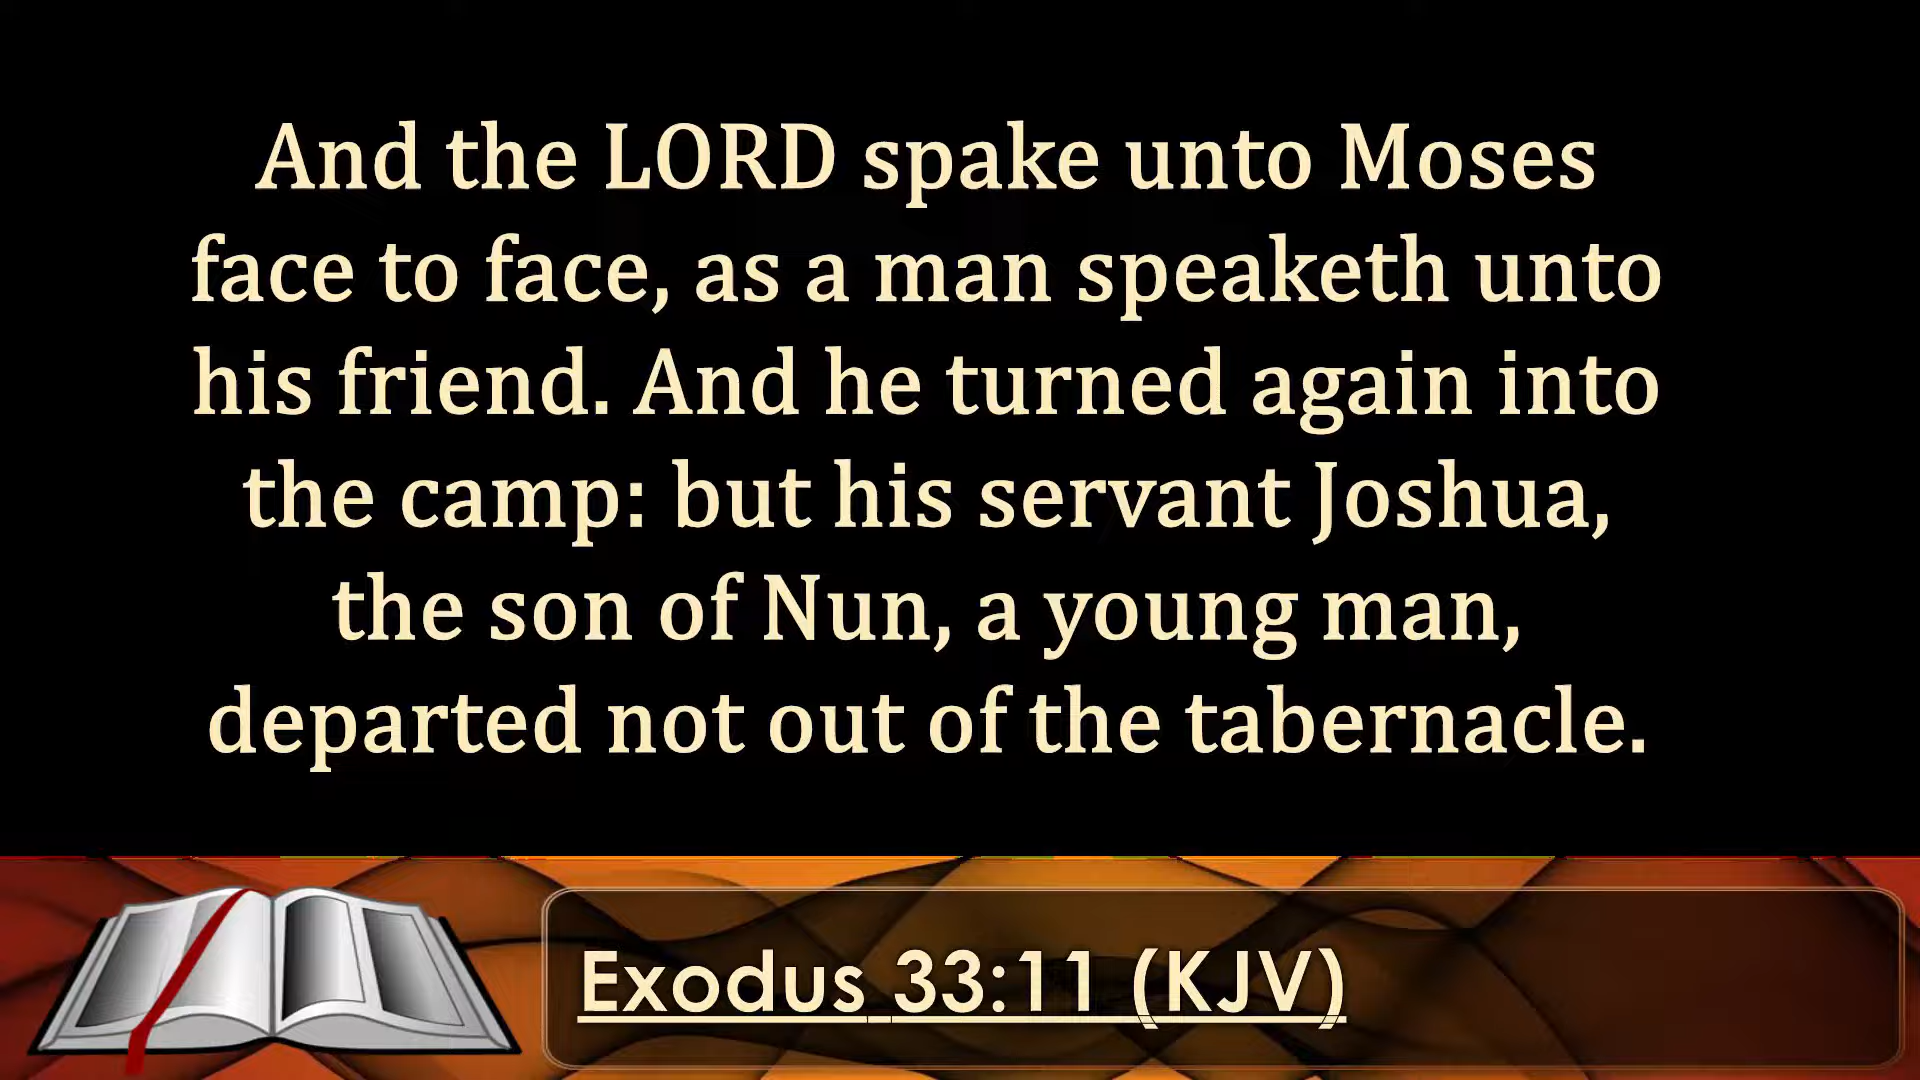 And the LORD spake unto Moses
face to face, as a man speaketh unto
his friend. And he turned again into
the camp: but his servant Joshua,
the son of Nun, a young man,
departed not out of the tabernacle.
Exodus 33:11 (KJV)